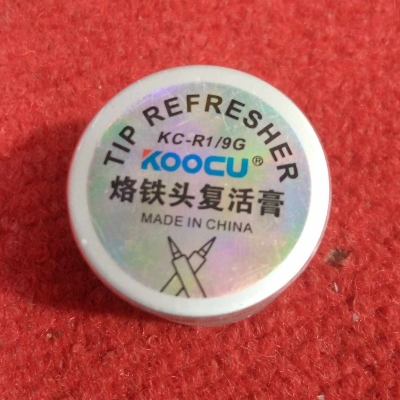 TIP REFRESHER
KC-R1/9G
KOOCU®
烙铁头复活膏
MADE IN CHINA